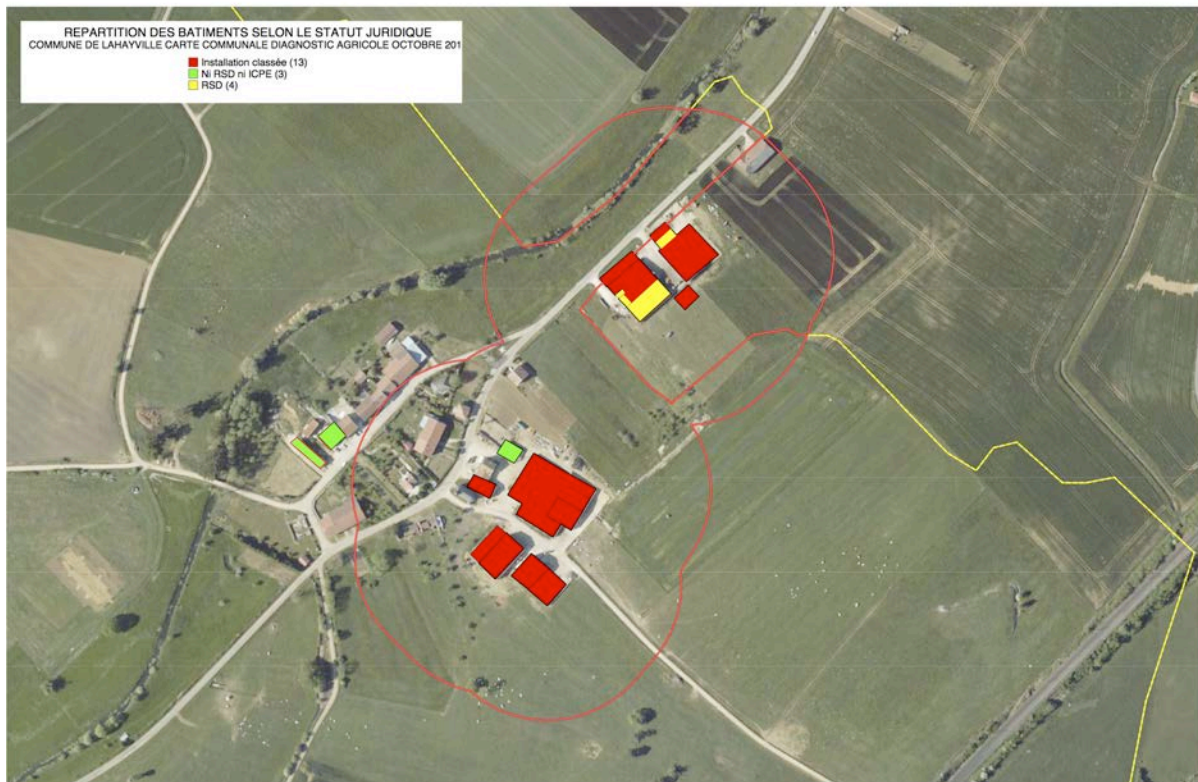 REPARTITION DES BATIMENTS SELON LE STATUT JURIDIQUE
COMMUNE DE LAHAYVILLE CARTE COMMUNALE DIAGNOSTIC AGRICOLE OCTOBRE 201
Installation classée (13)
Ni RSD ni ICPE (3)
RSD (4)